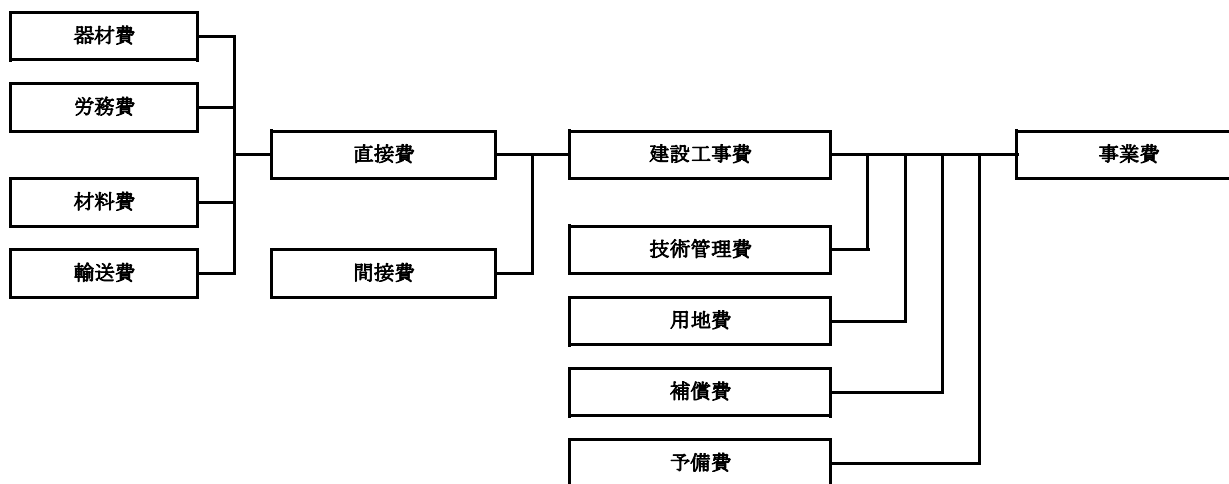 器材費
労務費
材料費
輸送費
直接費
間接費
建設工事費
技術管理費
用地費
補償費
予備費
事業費